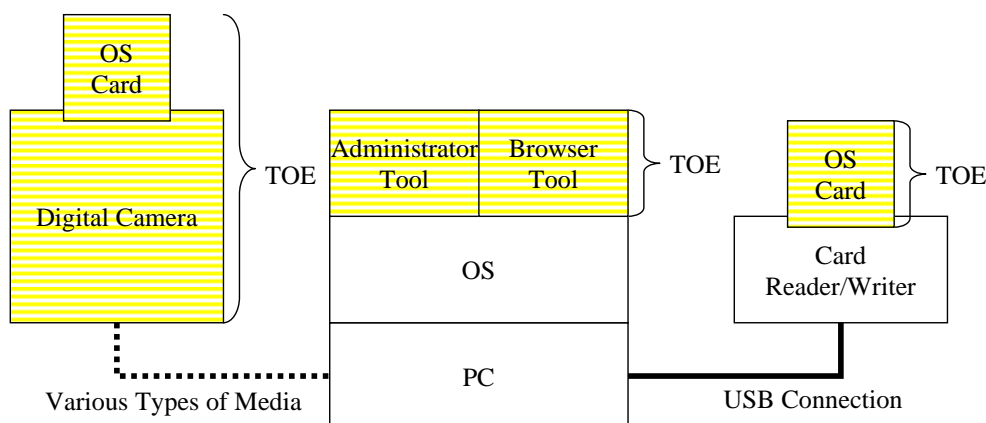 OS
Card
Digital Camera
TOE
Various Types of Media
Administrator
Tool
Browser
Tool
TOE
OS
PC
OS
Card
TOE
Card
Reader/Writer
USB Connection